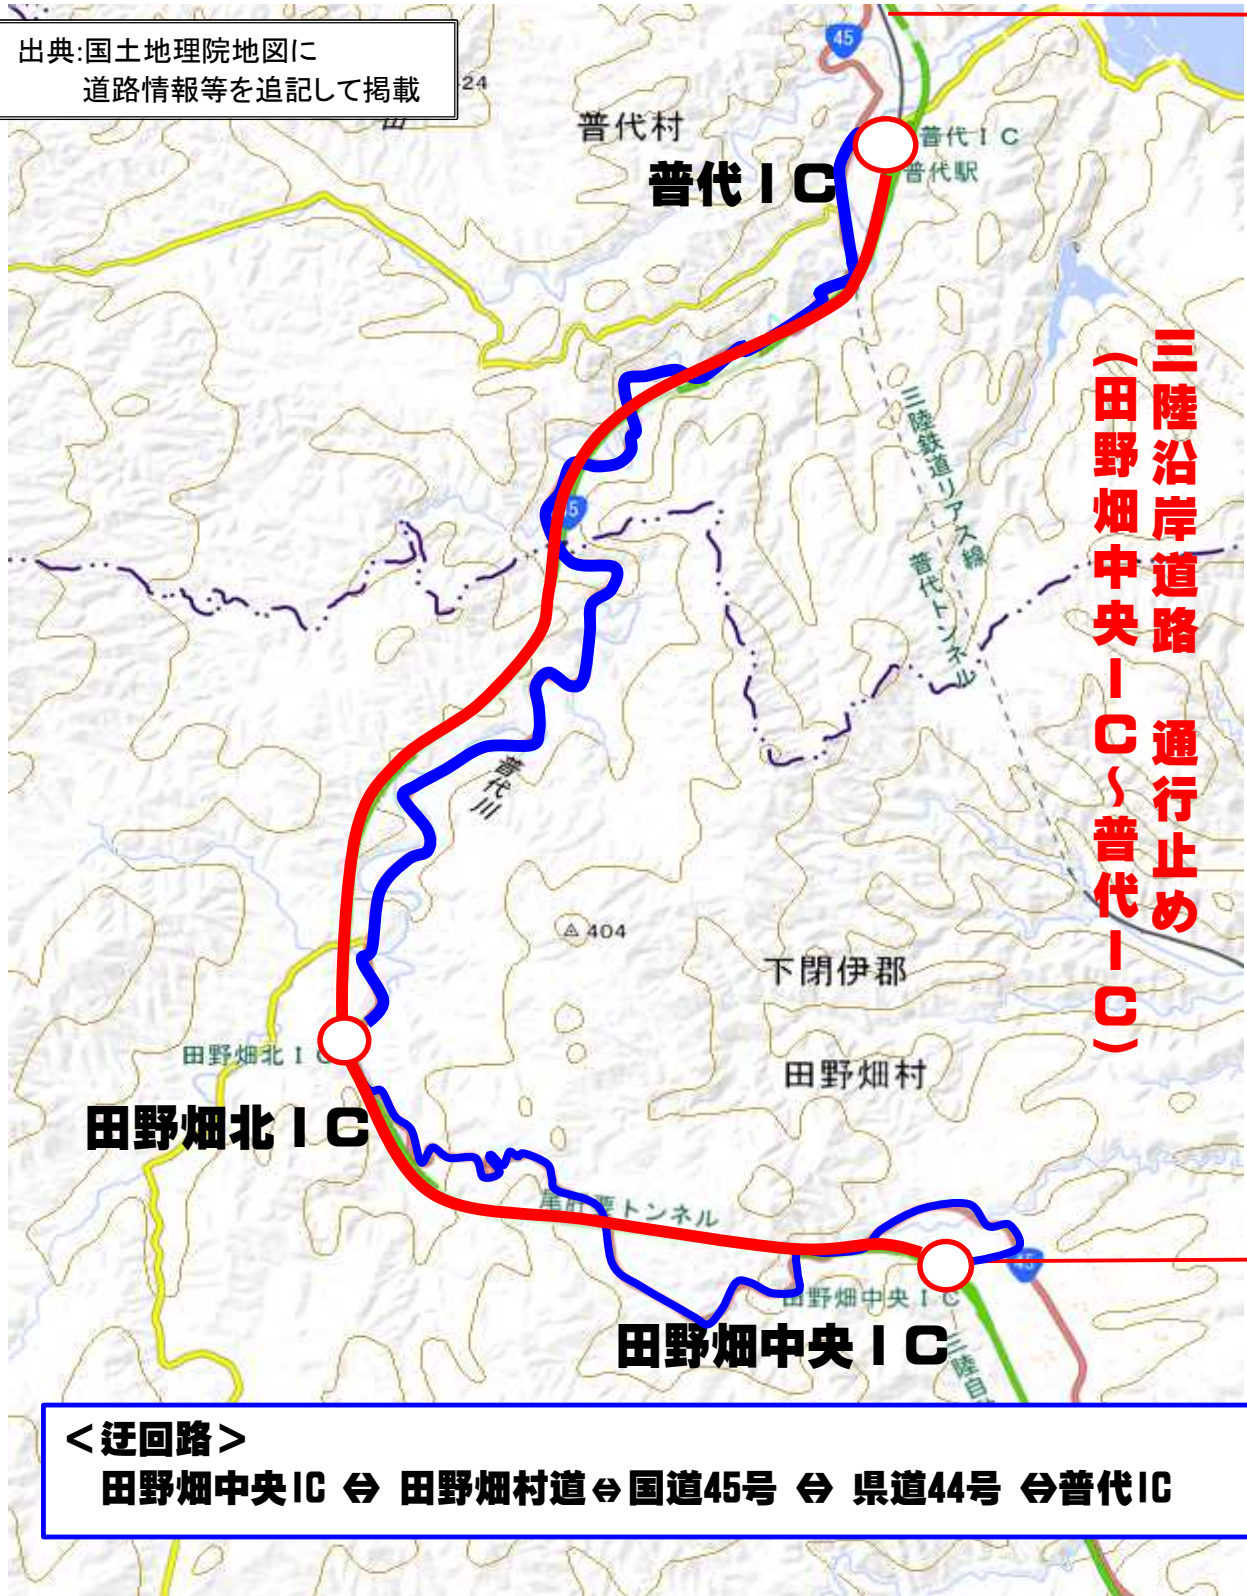 出典:国土地理院地図に
道路情報等を追記して掲載
24
45
普代村
普代IC
普代駅
普代IC
三陸沿岸道路 通行止め
(田野畑中央IC~普代IC)
三陸鉄道リアス線
普代トンネル
普代川
404
下閉伊郡
田野畑村
田野畑北I
田野畑北IC
トンネル
田野畑中央IC
田野畑中央IC
三陸自
<迂回路>
田野畑中央IC ⇔ 田野畑村道⇔国道45号 ⇔ 県道44号 ⇔普代IC